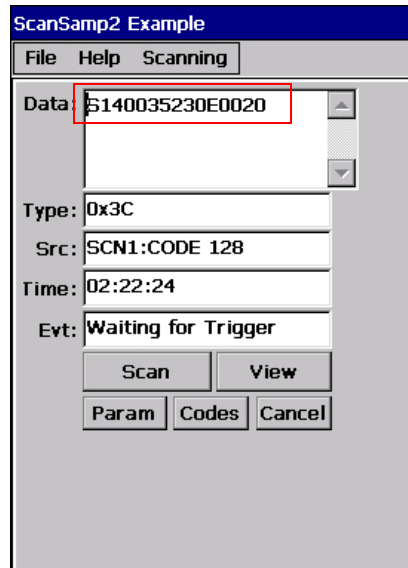 ScanSamp2 Example
File Help Scanning
Data: S140035230E0020
Type: 0x3C
Src: SCN1:CODE 128
Time: 02:22:24
Evt: Waiting for Trigger
Scan View
Param Codes Cancel